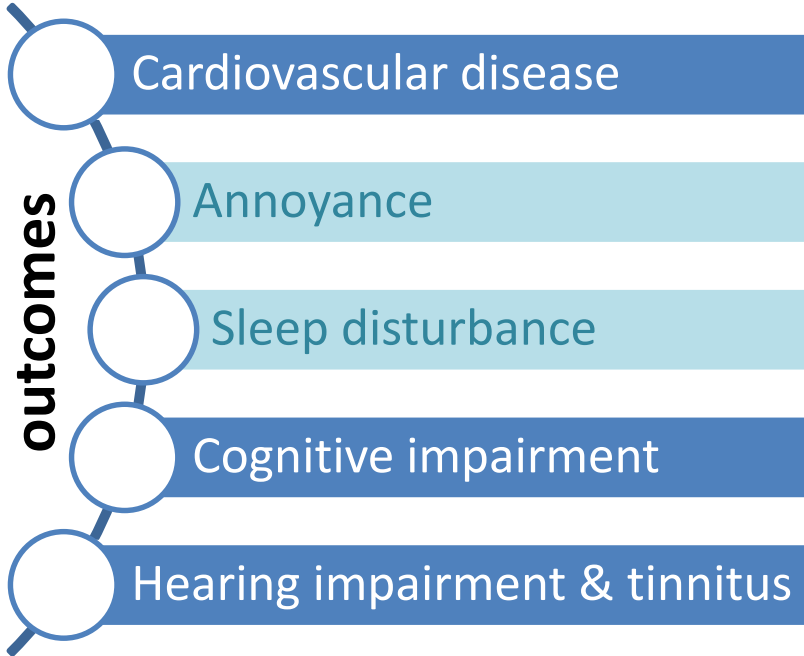 outcomes
Cardiovascular disease
Annoyance
Sleep disturbance
Cognitive impairment
Hearing impairment & tinnitus